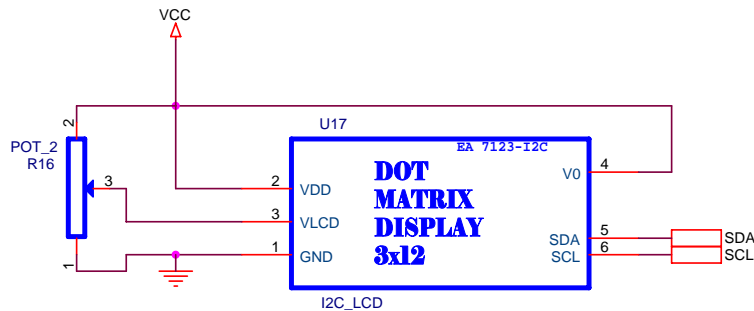 VCC
U17
EA 7123-I2C
POT_2
R16
2
3
1
2
3
1
VDD
VLCD
GND
DOT
MATRIX
DISPLAY
3x12
V0
SDA
SCL
4
5
6
SDA
SCL
I2C_LCD